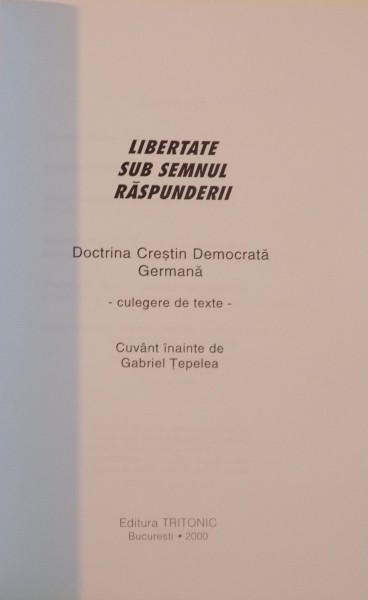 LIBERTATE
SUB SEMNUL
RĂSPUNDERII
Doctrina Creștin Democrată
Germană
- culegere de texte -
Cuvânt înainte de
Gabriel Țepelea
Editura TRITONIC
București • 2000